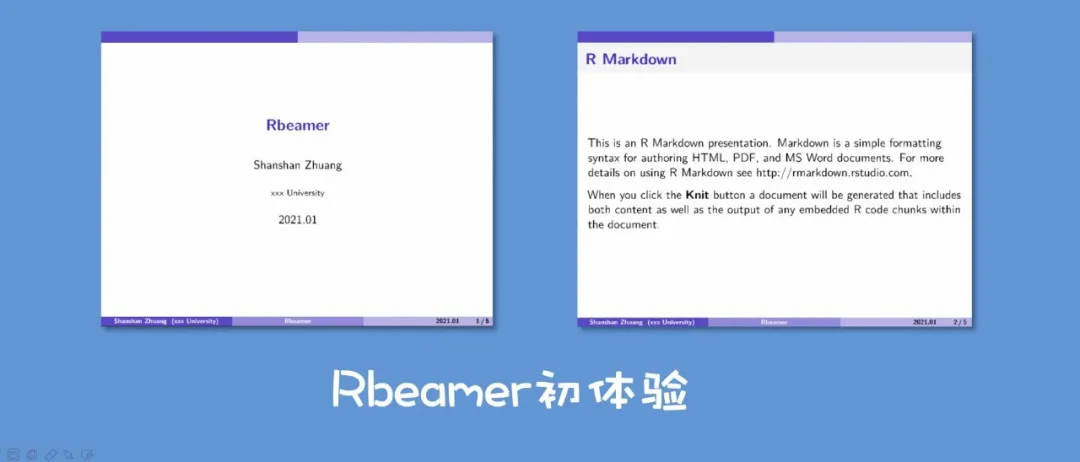 Rbeamer
Shanshan Zhuang
xxx University
2021.01
Shanshan Zhuang (xxx University)
Rbeamer
2021.01
1 / 5
R Markdown
This is an R Markdown presentation. Markdown is a simple formatting
syntax for authoring HTML, PDF, and MS Word documents. For more
details on using R Markdown see http://rmarkdown.rstudio.com.
When you click the Knit button a document will be generated that includes
both content as well as the output of any embedded R code chunks within
the document.
Shanshan Zhuang (xxx University)
Rbeamer
2021.01
2 / 5
Rbeamer初体验